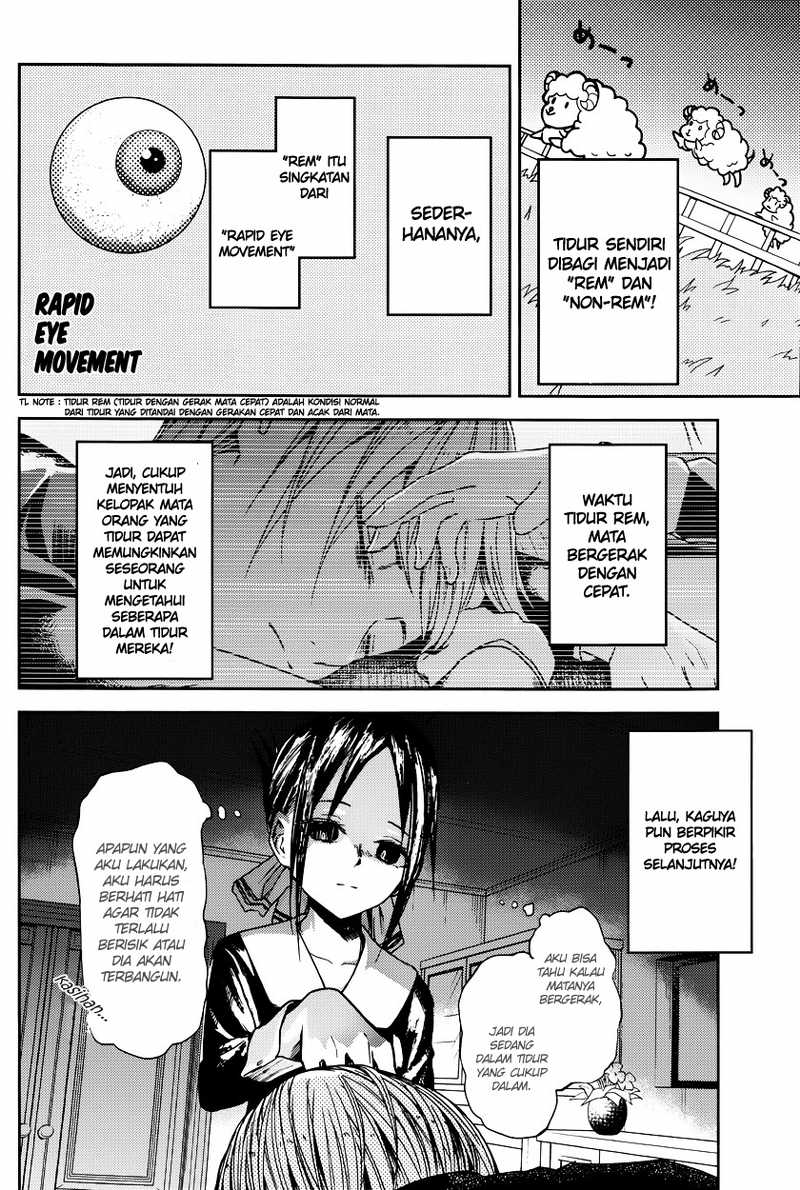 めーっ
めーっ
TIDUR SENDIRI
DIBAGI MENJADI
"REM" DAN
"NON-REM"!
SEDER-
HANANYA,
"REM" ITU
SINGKATAN
DARI
"RAPID EYE
MOVEMENT"
RAPID
EYE
MOVEMENT
TL NOTE : TIDUR REM (TIDUR DENGAN GERAK MATA CEPAT) ADALAH KONDISI NORMAL
DARI TIDUR YANG DITANDAI DENGAN GERAKAN CEPAT DAN ACAK DARI MATA.
WAKTU
TIDUR REM,
MATA
BERGERAK
DENGAN
CEPAT.
JADI, CUKUP
MENYENTUH
KELOPAK MATA
ORANG YANG
TIDUR DAPAT
MEMUNGKINKAN
SESEORANG
UNTUK
MENGETAHUI
SEBERAPA
DALAM TIDUR
MEREKA!
LALU, KAGUYA
PUN BERPIKIR
PROSES
SELANJUTNYA!
AKU BISA
TAHU KALAU
MATANYA
BERGERAK,
JADI DIA
SEDANG
DALAM TIDUR
YANG CUKUP
DALAM.
APAPUN YANG
AKU LAKUKAN,
AKU HARUS
BERHATI HATI
AGAR TIDAK
TERLALU
BERISIK ATAU
DIA AKAN
TERBANGUN.
kasihan...